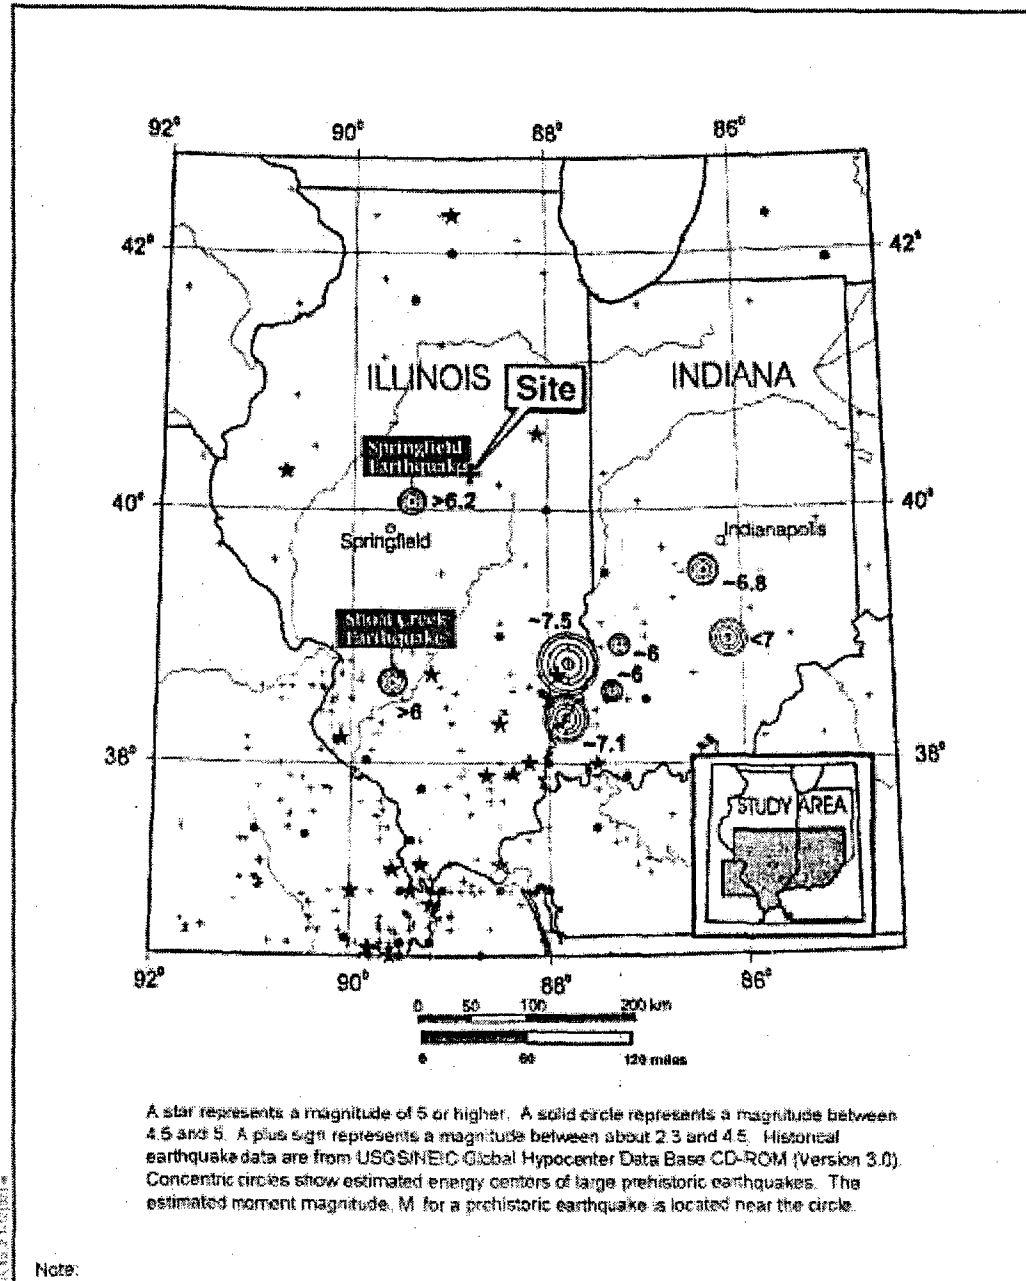 92° 90° 88° 86°
42° 42°
ILLINOIS INDIANA
Site
Springfield
Earthquake
40° >6.2 40°
Springfield Indianapolis
~6.8
Shoal Creek
Earthquake
~7.5
<7
~6
~6
>6
~7.1
38° 38°
STUDY AREA
92° 90° 88° 86°
0 50 100 200 km
0 60 120 miles
A star represents a magnitude of 5 or higher. A solid circle represents a magnitude between
4.5 and 5. A plus sign represents a magnitude between about 2.3 and 4.5. Historical
earthquake data are from USGS/NEIC Global Hypocenter Data Base CD-ROM (Version 3.0).
Concentric circles show estimated energy centers of large prehistoric earthquakes. The
estimated moment magnitude, M for a prehistoric earthquake is located near the circle.
Note: